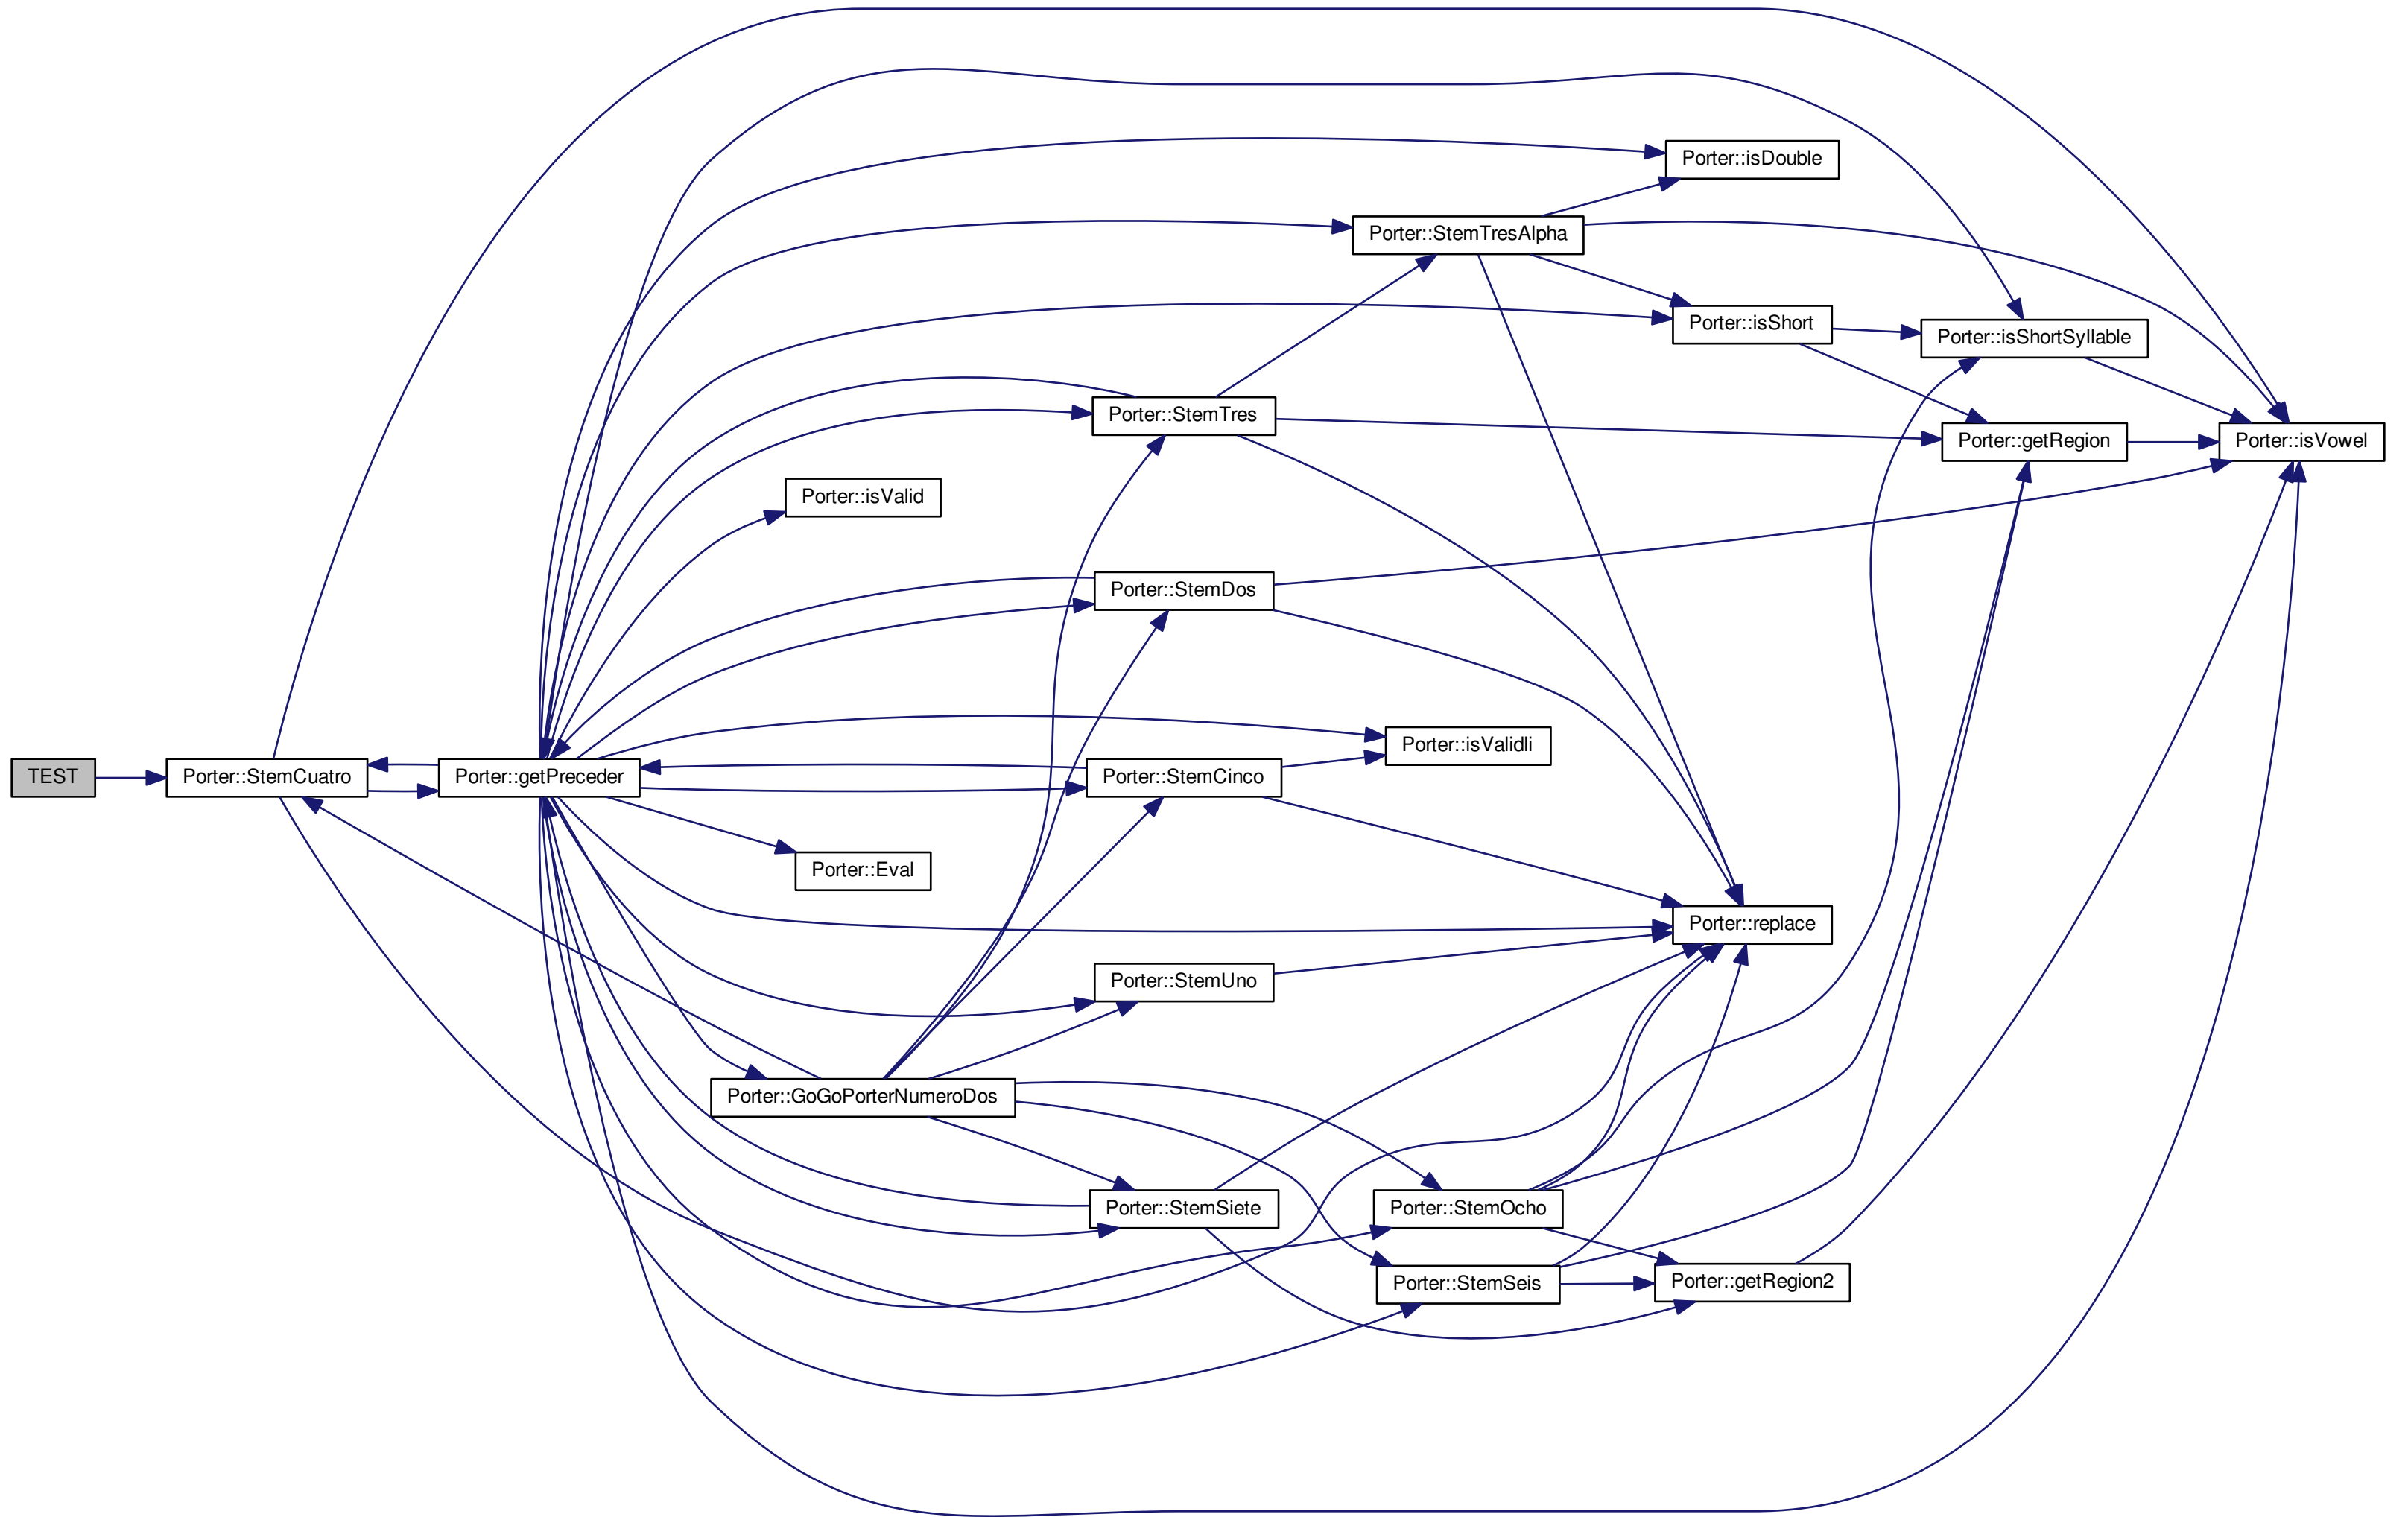 Porter::isDouble
Porter::StemTresAlpha
Porter::isShort
Porter::isShortSyllable
Porter::StemTres
Porter::getRegion
Porter::isVowel
Porter::isValid
Porter::StemDos
Porter::isValidli
TEST
Porter::StemCuatro
Porter::getPreceder
Porter::StemCinco
Porter::Eval
Porter::replace
Porter::StemUno
Porter::GoGoPorterNumeroDos
Porter::StemSiete
Porter::StemOcho
Porter::StemSeis
Porter::getRegion2